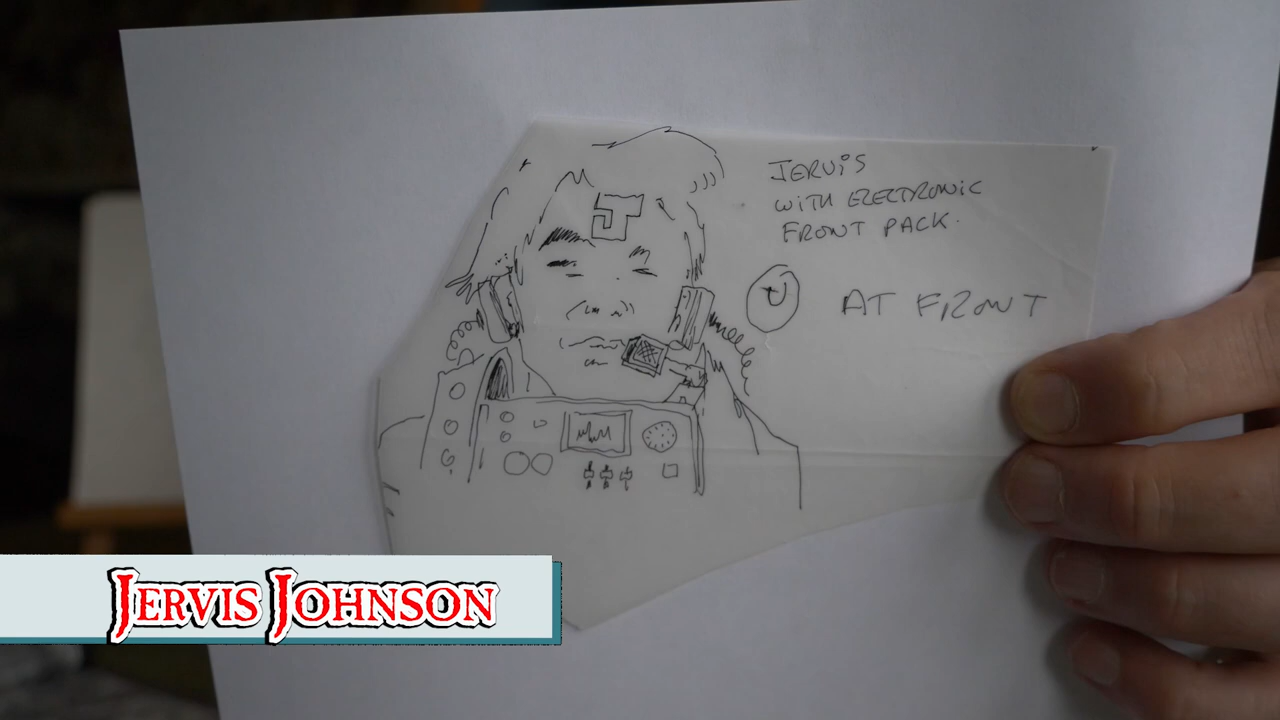 J
JERVIS
WITH ELECTRONIC
FRONT PACK.
J AT FRONT
JERVIS JOHNSON